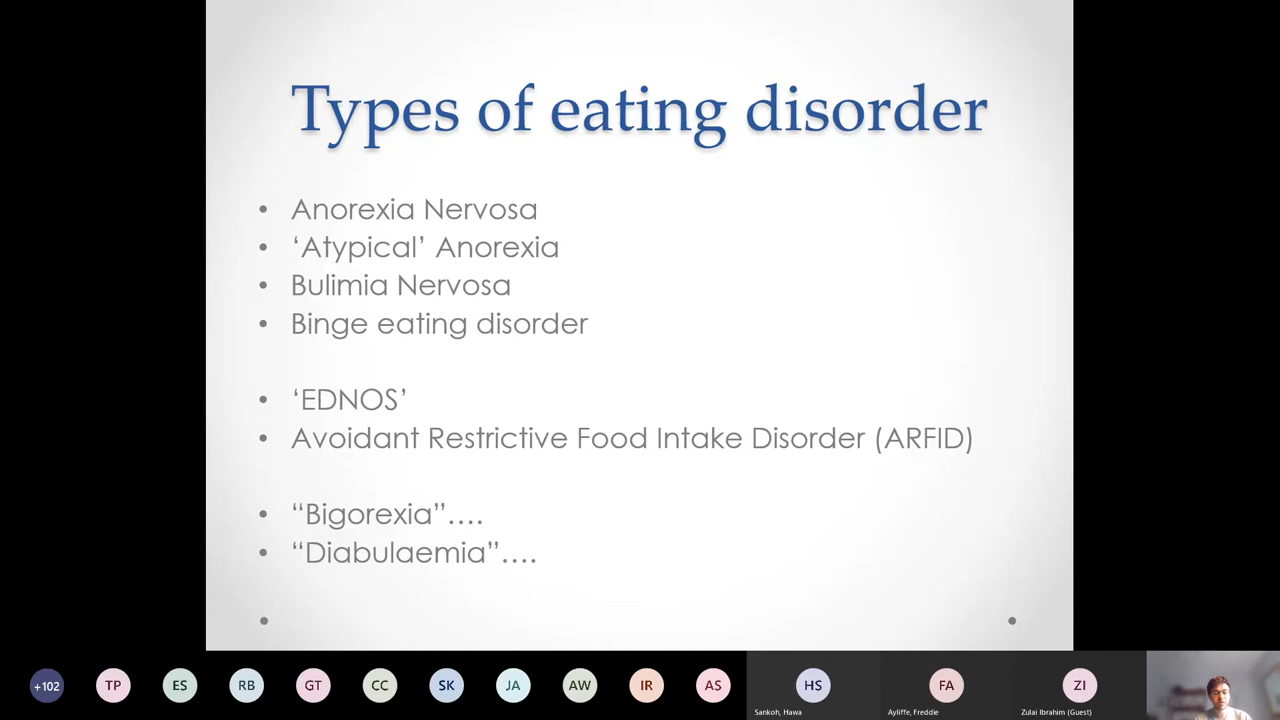 Types of eating disorder
• Anorexia Nervosa
• ‘Atypical’ Anorexia
• Bulimia Nervosa
• Binge eating disorder
• ‘EDNOS’
• Avoidant Restrictive Food Intake Disorder (ARFID)
• “Bigorexia”….
• “Diabulaemia”….
+102 TP ES RB GT CC SK JA AW IR AS HS FA ZI
Sankoh, Hawa Ayliffe, Freddie Zulai Ibrahim (Guest)